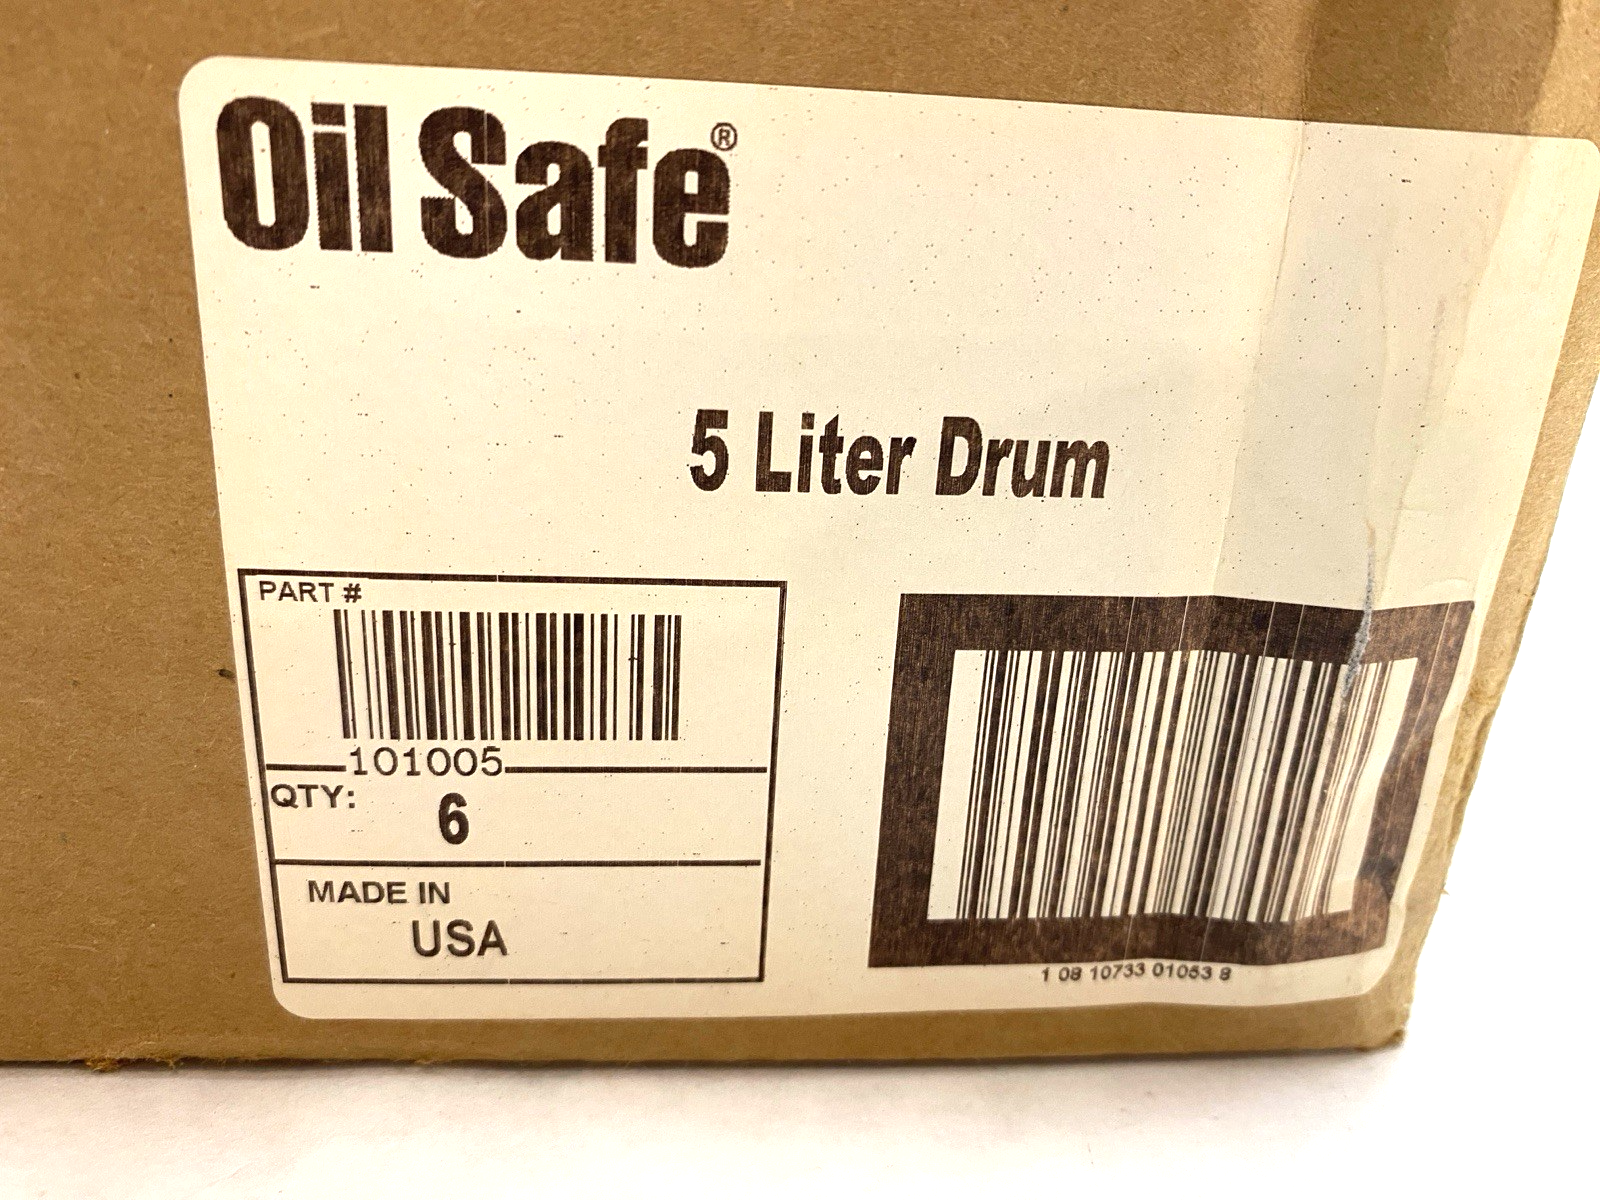 Oil Safe®
5 Liter Drum
PART #
101005
QTY: 6
MADE IN
USA
1 08 10733 01053 8